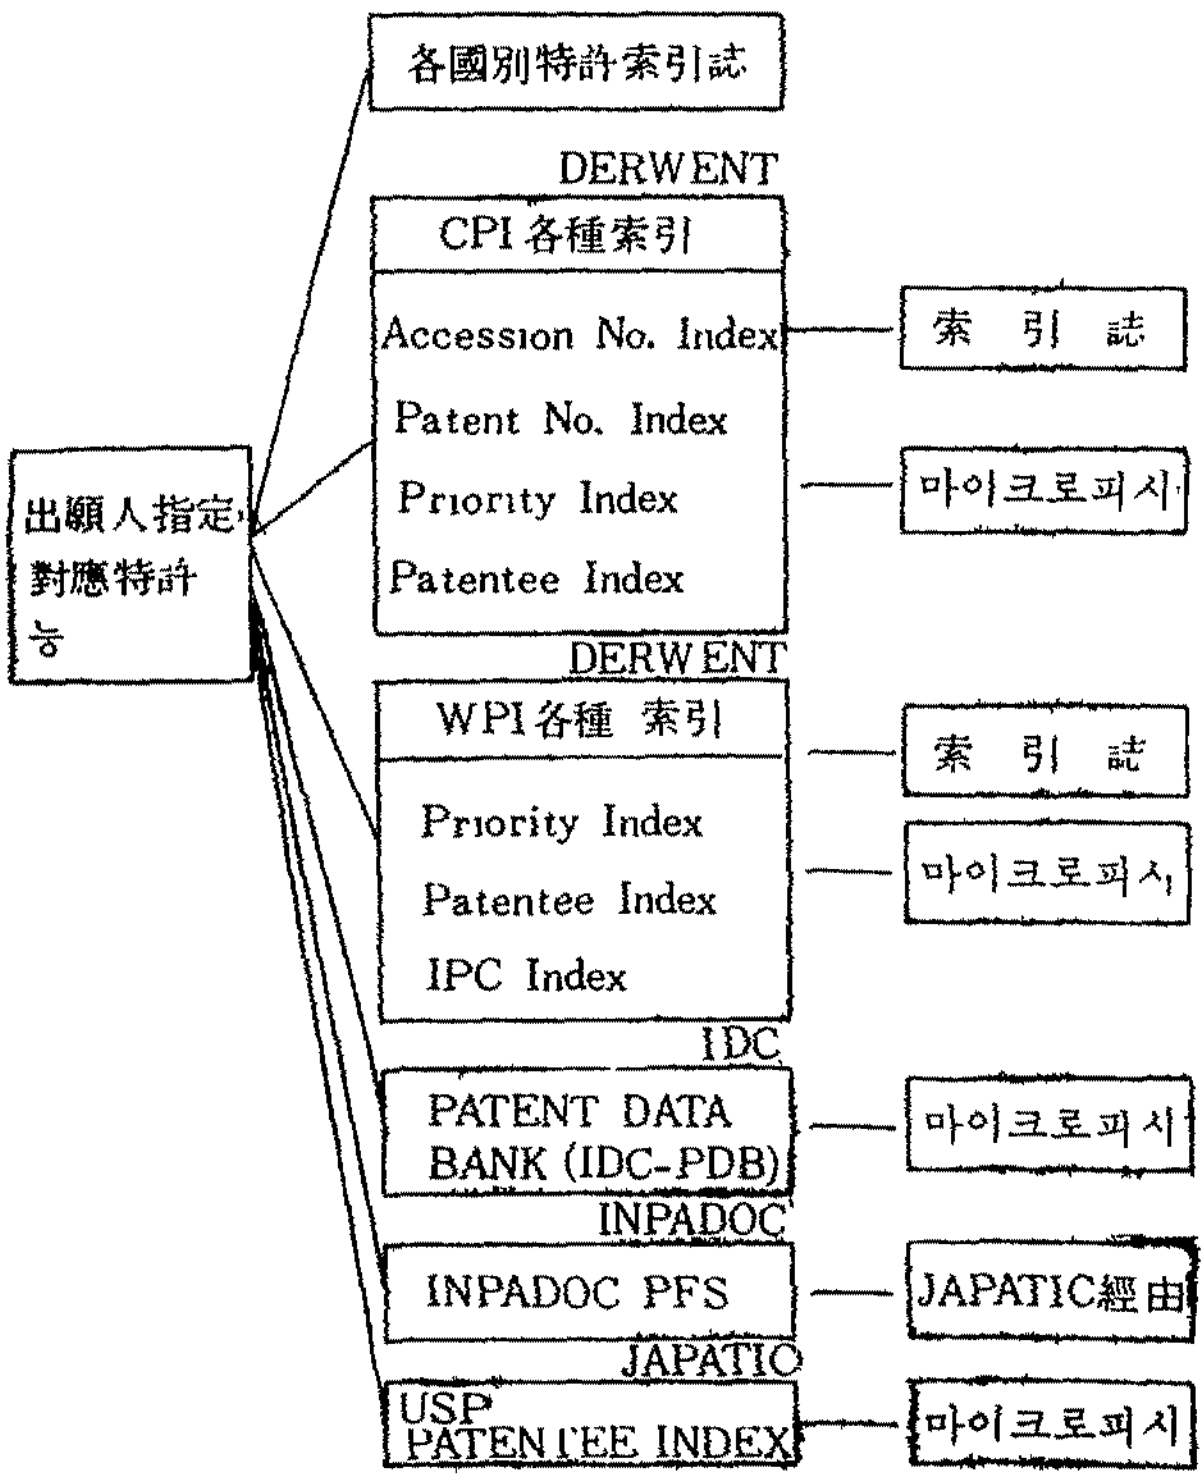 各國別特許索引誌
DERWENT
CPI 各種索引
Accession No. Index
索 引 誌
Patent No. Index
Priority Index
마이크로피시
Patentee Index
出願人指定
對應特許
능
DERWENT
WPI 各種 索引
索 引 誌
Priority Index
마이크로피시
Patentee Index
IPC Index
IDC
PATENT DATA
BANK (IDC-PDB)
마이크로피시
INPADOC
INPADOC PFS
JAPATIC經由
JAPATIC
USP
PATENTEE INDEX
마이크로피시